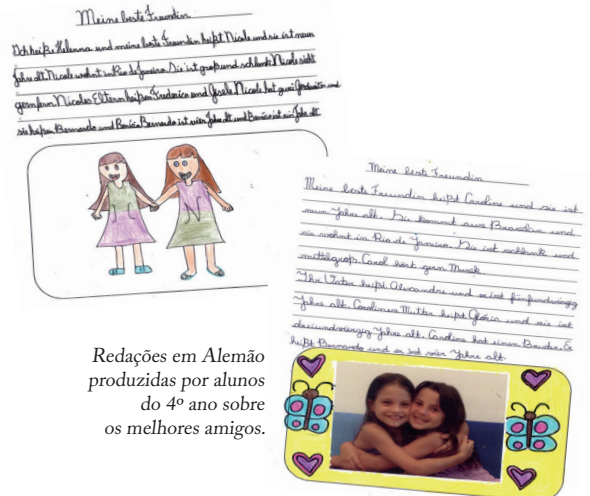 Meine beste Freundin
Ich heiße Helenna und meine beste Freundin heißt Nicole und sie ist neun
Jahre alt. Nicole wohnt in Rio de Janeiro. Sie ist groß und schlank. Nicole sieht
gern fern. Nicoles Eltern heißen Frederico und Gisele. Nicole hat zwei Geschwister und
sie heißen Bernardo und Bernardo ist vier Jahre alt und ist ein Jahr alt.
Meine beste Freundin
Meine beste Freundin heißt Caroline und sie ist
neun Jahre alt. Sie kommt aus Brasilien und
sie wohnt in Rio de Janeiro. Sie ist schlank und
mittelgroß. Carol hört gern Musik.
Ihr Vater heißt Alexandre und er ist fünfundvierzig
Jahre alt. Carolines Mutter heißt Glória und sie ist
dreiundvierzig Jahre alt. Caroline hat einen Bruder. Er
heißt Bernardo und er ist vier Jahre alt.
Redações em Alemão
produzidas por alunos
do 4º ano sobre
os melhores amigos.